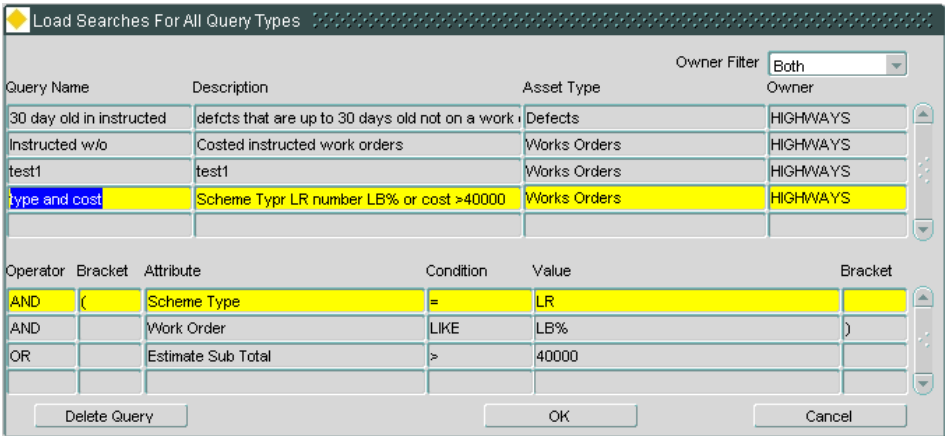 Load Searches For All Query Types
Owner Filter Both
Query Name Description Asset Type Owner
30 day old in instructed defcts that are up to 30 days old not on a work Defects HIGHWAYS
Instructed w/o Costed instructed work orders Works Orders HIGHWAYS
test1 test1 Works Orders HIGHWAYS
type and cost Scheme Typr LR number LB% or cost >40000 Works Orders HIGHWAYS
Operator Bracket Attribute Condition Value Bracket
AND ( Scheme Type = LR
AND Work Order LIKE LB% )
OR Estimate Sub Total > 40000
Delete Query OK Cancel